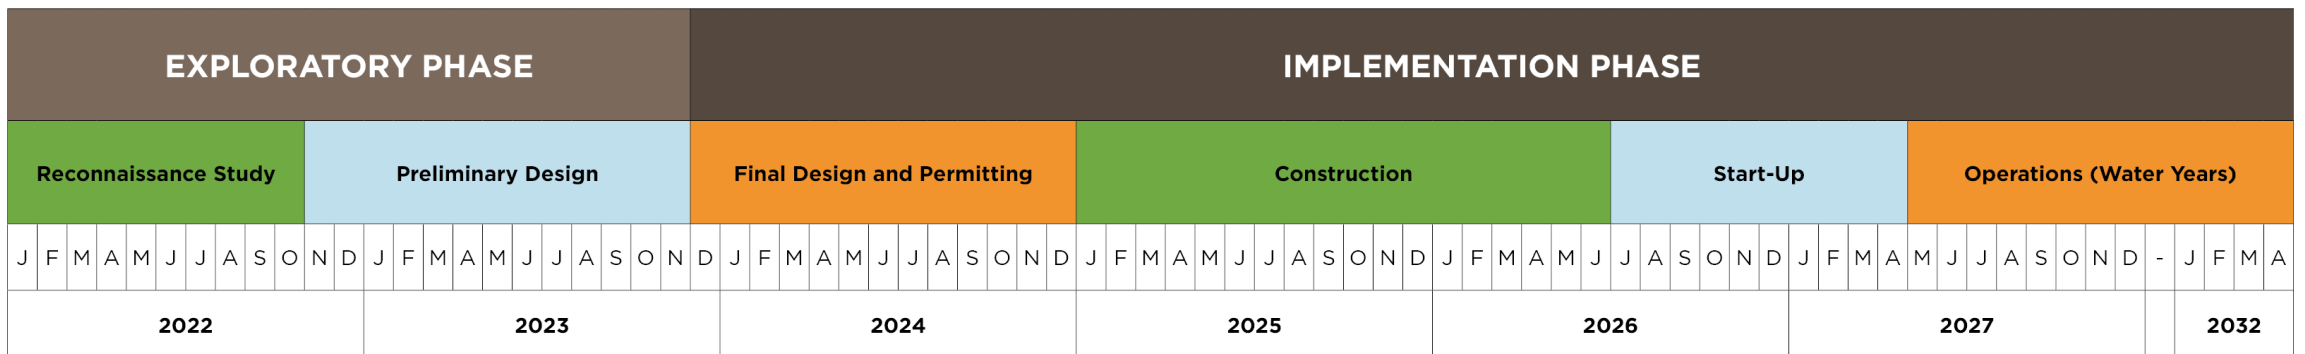 EXPLORATORY PHASE IMPLEMENTATION PHASE
Reconnaissance Study Preliminary Design Final Design and Permitting Construction Start-Up Operations (Water Years)
J F M A M J J A S O N D J F M A M J J A S O N D J F M A M J J A S O N D J F M A M J J A S O N D J F M A M J J A S O N D J F M A M J J A S O N D - J F M A
2022 2023 2024 2025 2026 2027 2032